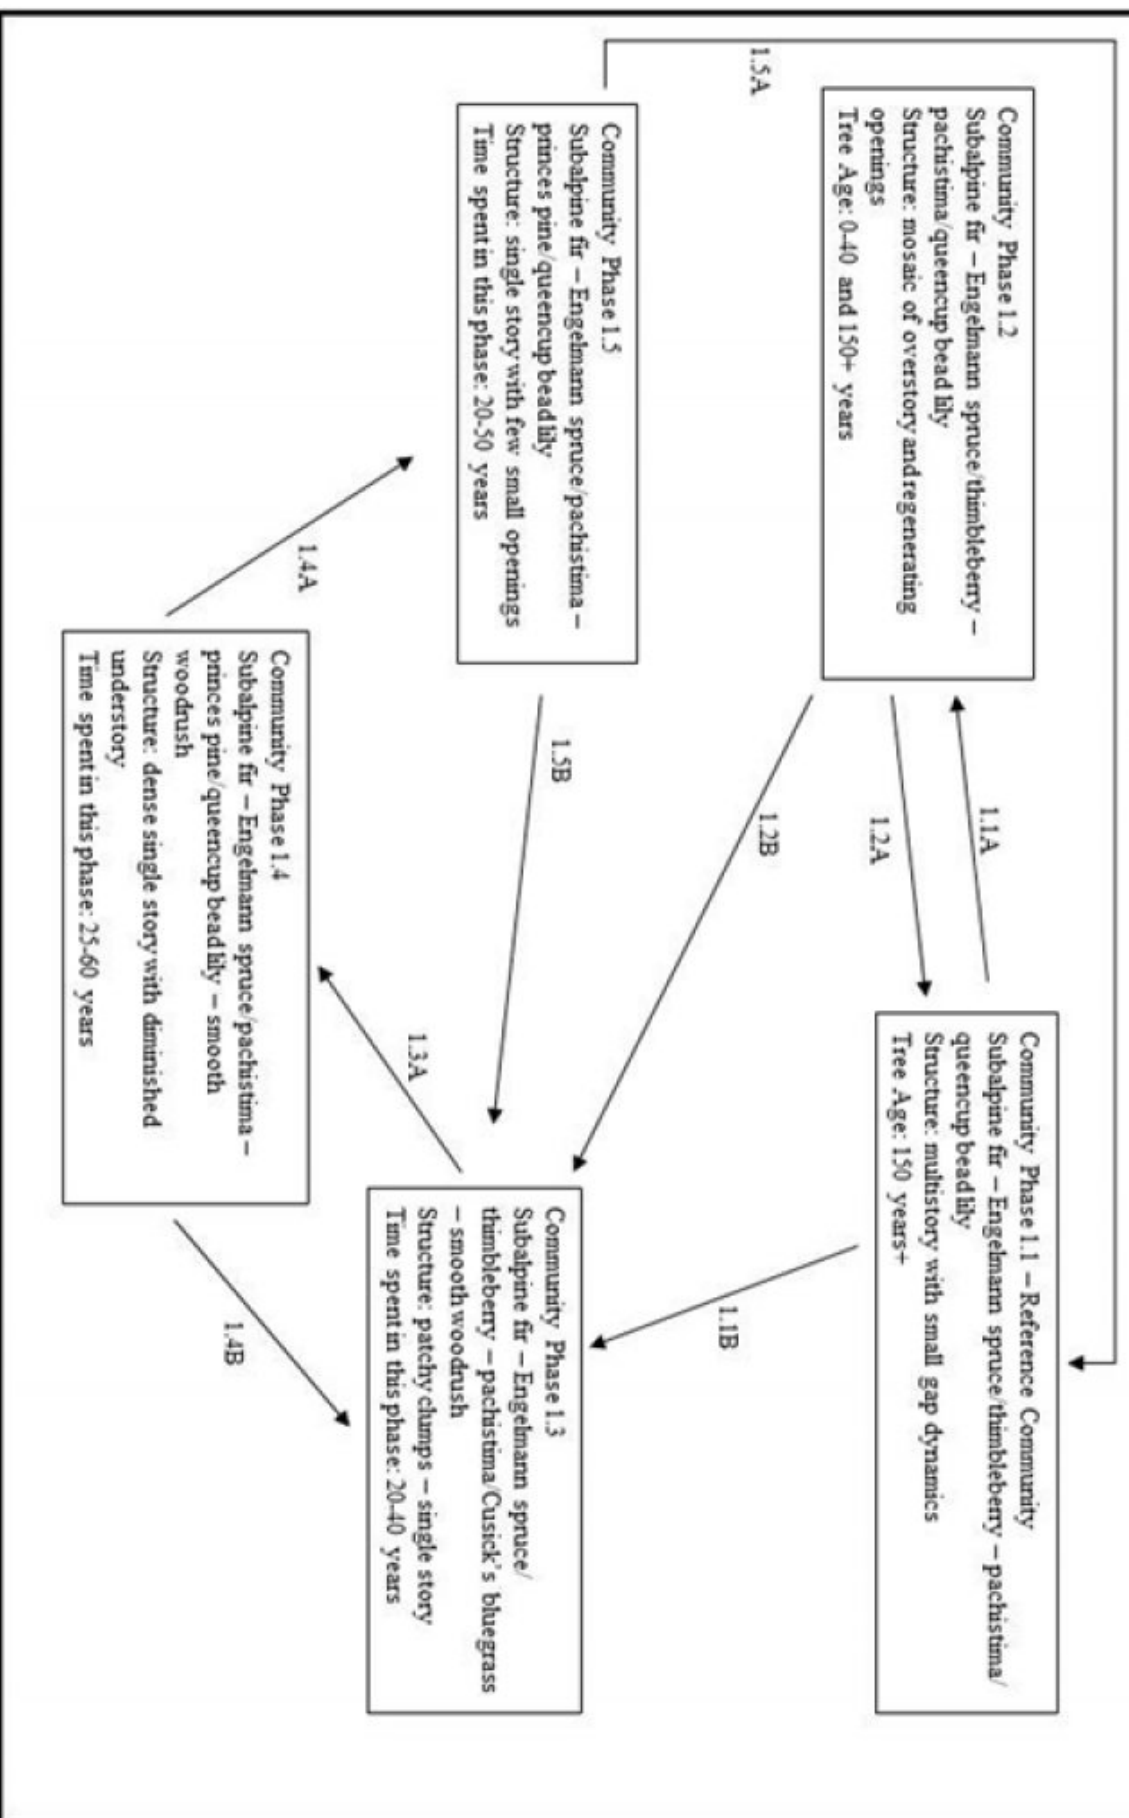 1.5A
Community Phase 1.2
Subalpine fir – Engelmann spruce/thimbleberry –
pachistima/queencup beadlily
Structure: mosaic of overstory and regenerating
openings
Tree Age: 0-40 and 150+ years
1.1A
1.2A
1.2B
Community Phase 1.1 – Reference Community
Subalpine fir – Engelmann spruce/thimbleberry – pachistima/
queencup beadlily
Structure: multistory with small gap dynamics
Tree Age: 150 years+
1.1B
Community Phase 1.5
Subalpine fir – Engelmann spruce/pachistima –
princes pine/queencup beadlily
Structure: single story with few small openings
Time spent in this phase: 20-50 years
1.5B
Community Phase 1.3
Subalpine fir – Engelmann spruce/
thimbleberry – pachistima/Cusick's bluegrass
– smooth woodrush
Structure: patchy clumps – single story
Time spent in this phase: 20-40 years
1.3A
1.4A
Community Phase 1.4
Subalpine fir – Engelmann spruce/pachistima –
princes pine/queencup beadlily – smooth
woodrush
Structure: dense single story with diminished
understory
Time spent in this phase: 25-60 years
1.4B